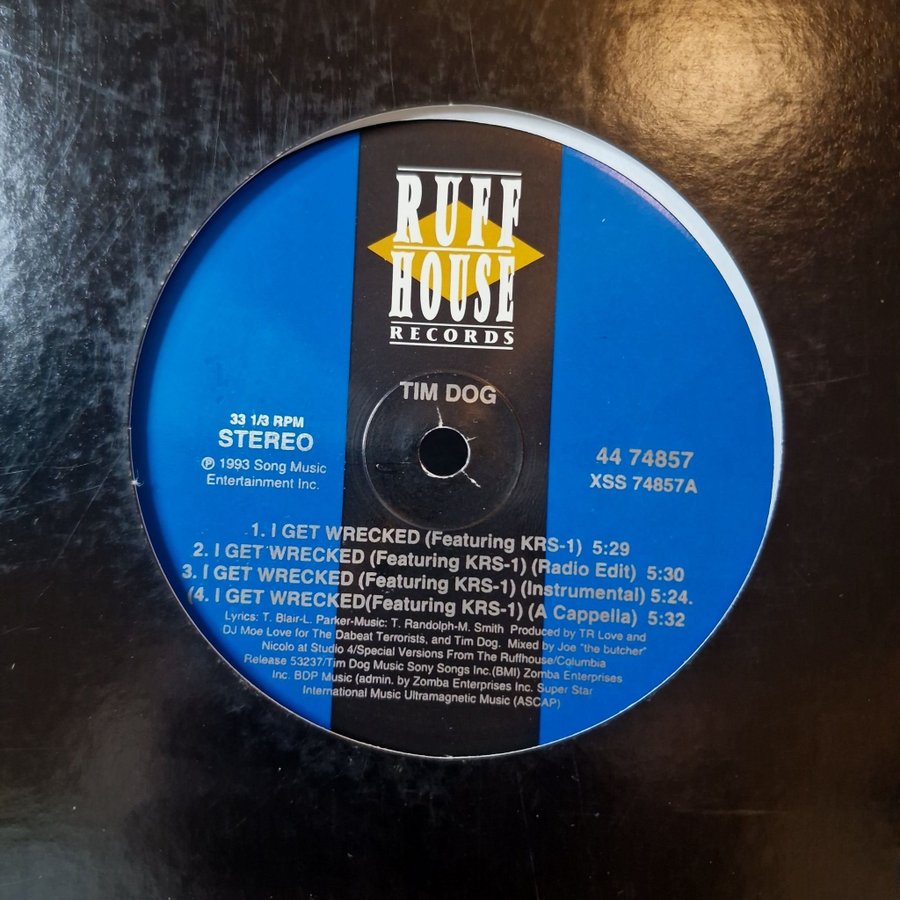 RUFF
HOUSE
RECORDS
TIM DOG
33 1/3 RPM
STEREO
℗ 1993 Song Music
Entertainment Inc.
44 74857
XSS 74857A
1. I GET WRECKED (Featuring KRS-1) 5:29
2. I GET WRECKED (Featuring KRS-1) (Radio Edit) 5:30
3. I GET WRECKED (Featuring KRS-1) (Instrumental) 5:24.
(4. I GET WRECKED(Featuring KRS-1) (A Cappella) 5:32
Lyrics: T. Blair-L. Parker-Music: T. Randolph-M. Smith Produced by TR Love and
DJ Moe Love for The Dabeat Terrorists, and Tim Dog. Mixed by Joe "the butcher"
Nicolo at Studio 4/Special Versions From The Ruffhouse/Columbia
Release 53237/Tim Dog Music Sony Songs Inc.(BMI) Zomba Enterprises
Inc. BDP Music (admin. by Zomba Enterprises Inc. Super Star
International Music Ultramagnetic Music (ASCAP)